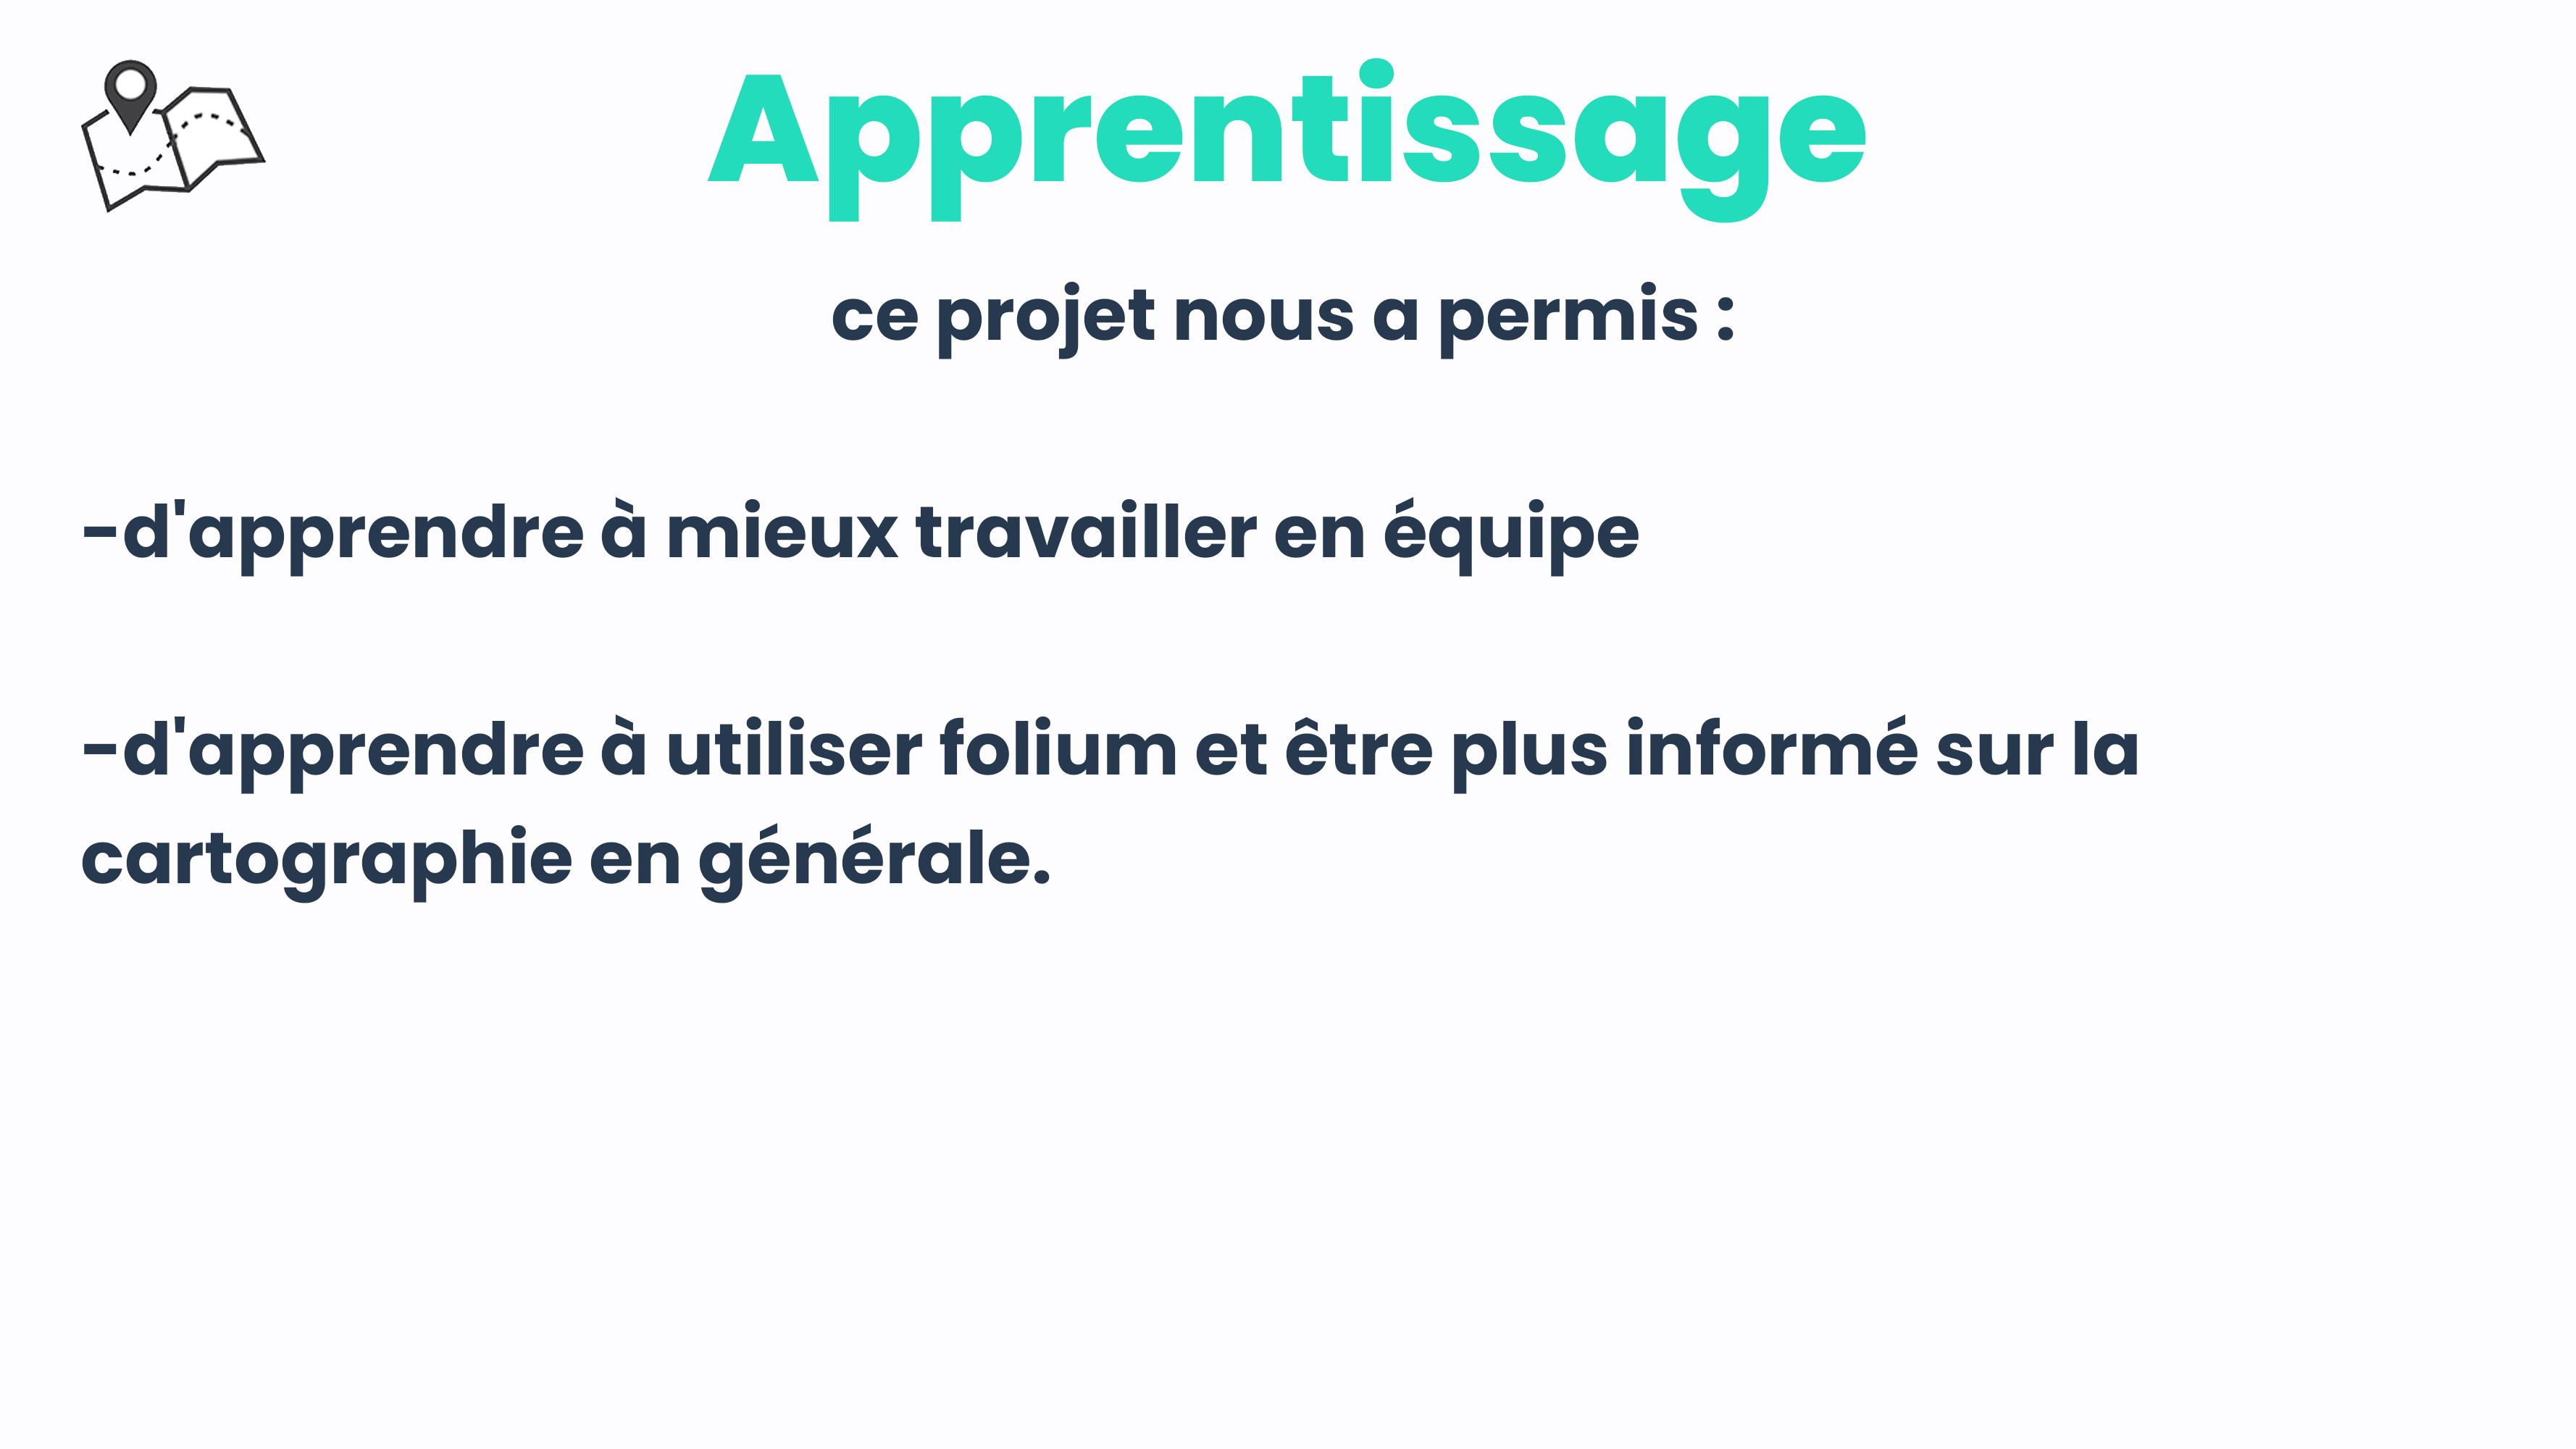 Apprentissage
ce projet nous a permis :
-d'apprendre à mieux travailler en équipe
-d'apprendre à utiliser folium et être plus informé sur la
cartographie en générale.